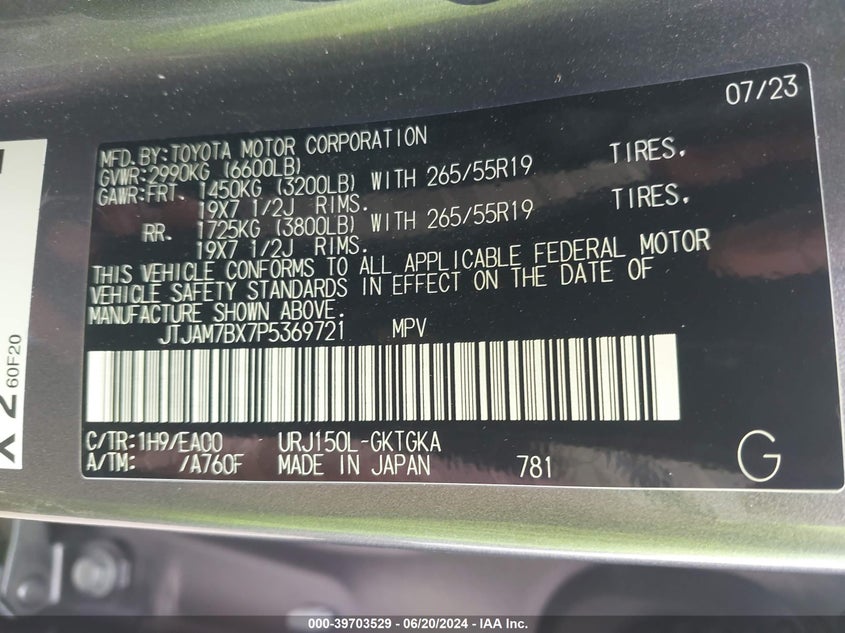 07/23
MFD.BY:TOYOTA MOTOR CORPORATION
GVWR:2990KG (6600LB)
GAWR:FRT. 1450KG (3200LB) WITH 265/55R19 TIRES.
19X7 1/2J RIMS.
RR. 1725KG (3800LB) WITH 265/55R19 TIRES.
19X7 1/2J RIMS.
THIS VEHICLE CONFORMS TO ALL APPLICABLE FEDERAL MOTOR
VEHICLE SAFETY STANDARDS IN EFFECT ON THE DATE OF
MANUFACTURE SHOWN ABOVE.
JTJAM7BX7P5369721 MPV
C/TR:1H9/EA00 URJ150L-GKTGKA
A/TM: /A760F MADE IN JAPAN 781
G
60F20
000-39703529 - 06/20/2024 - IAA Inc.